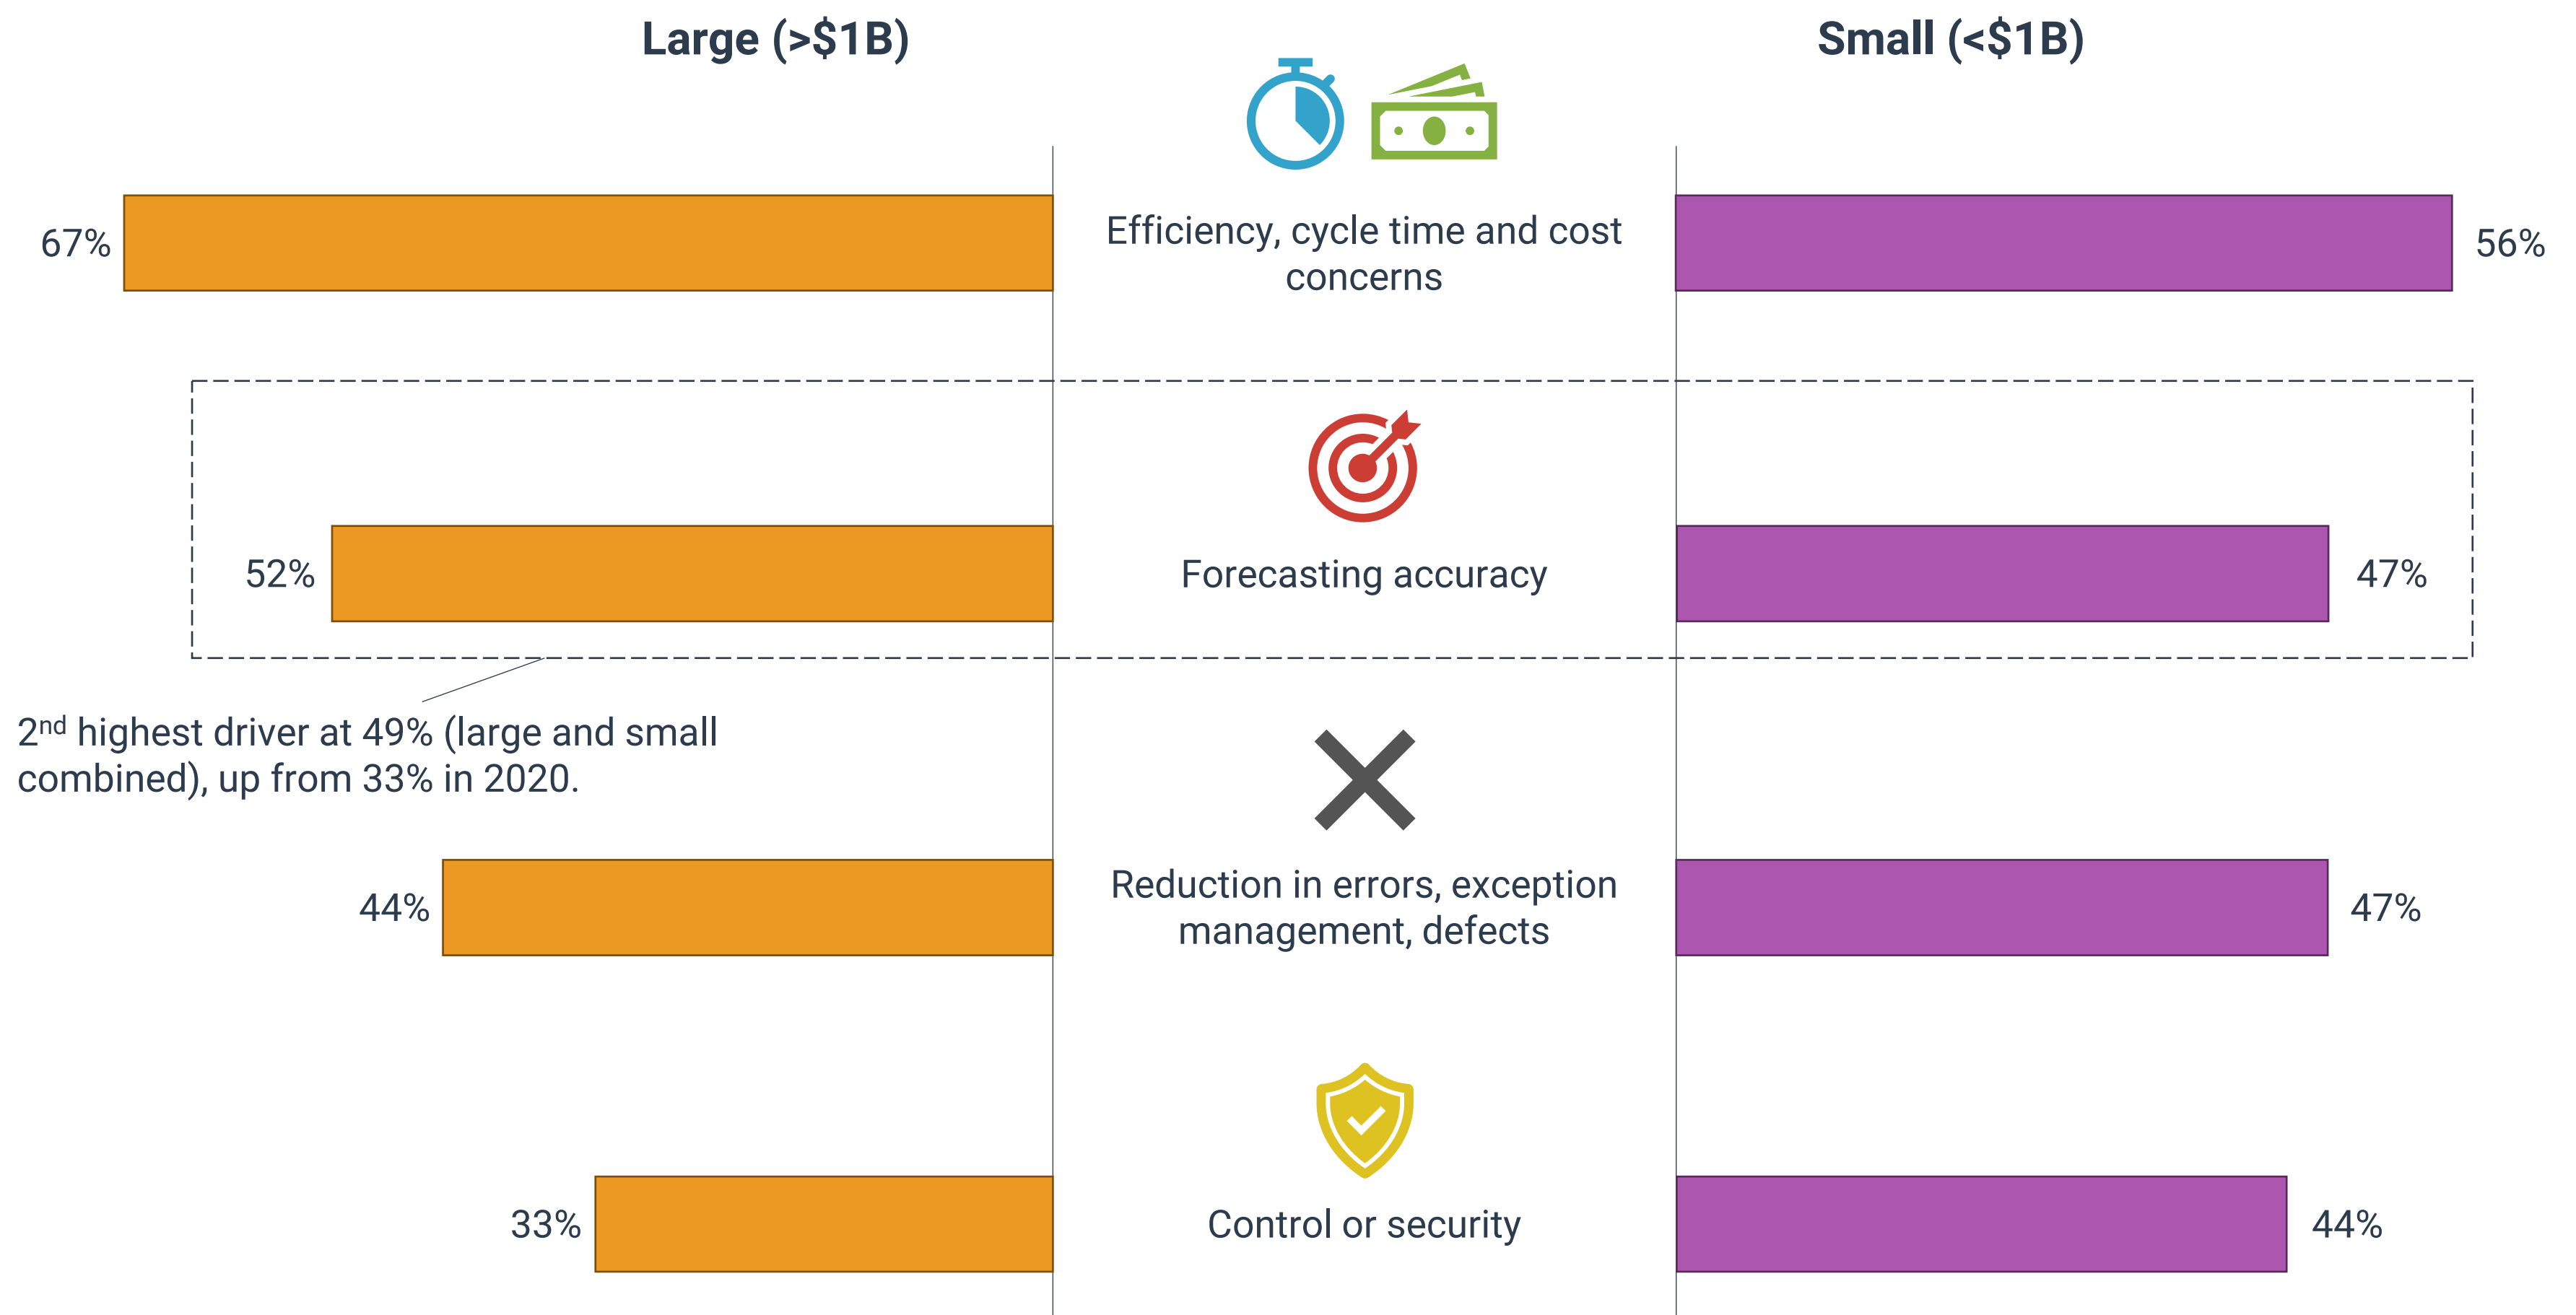 Large (>$1B)
Small (<$1B)
67%
Efficiency, cycle time and cost
concerns
56%
52%
Forecasting accuracy
47%
2nd highest driver at 49% (large and small
combined), up from 33% in 2020.
44%
Reduction in errors, exception
management, defects
47%
33%
Control or security
44%